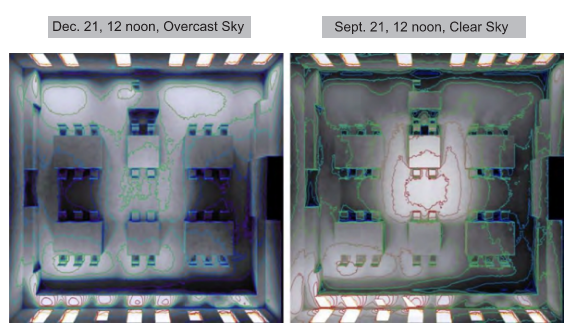 Dec. 21, 12 noon, Overcast Sky
Sept. 21, 12 noon, Clear Sky